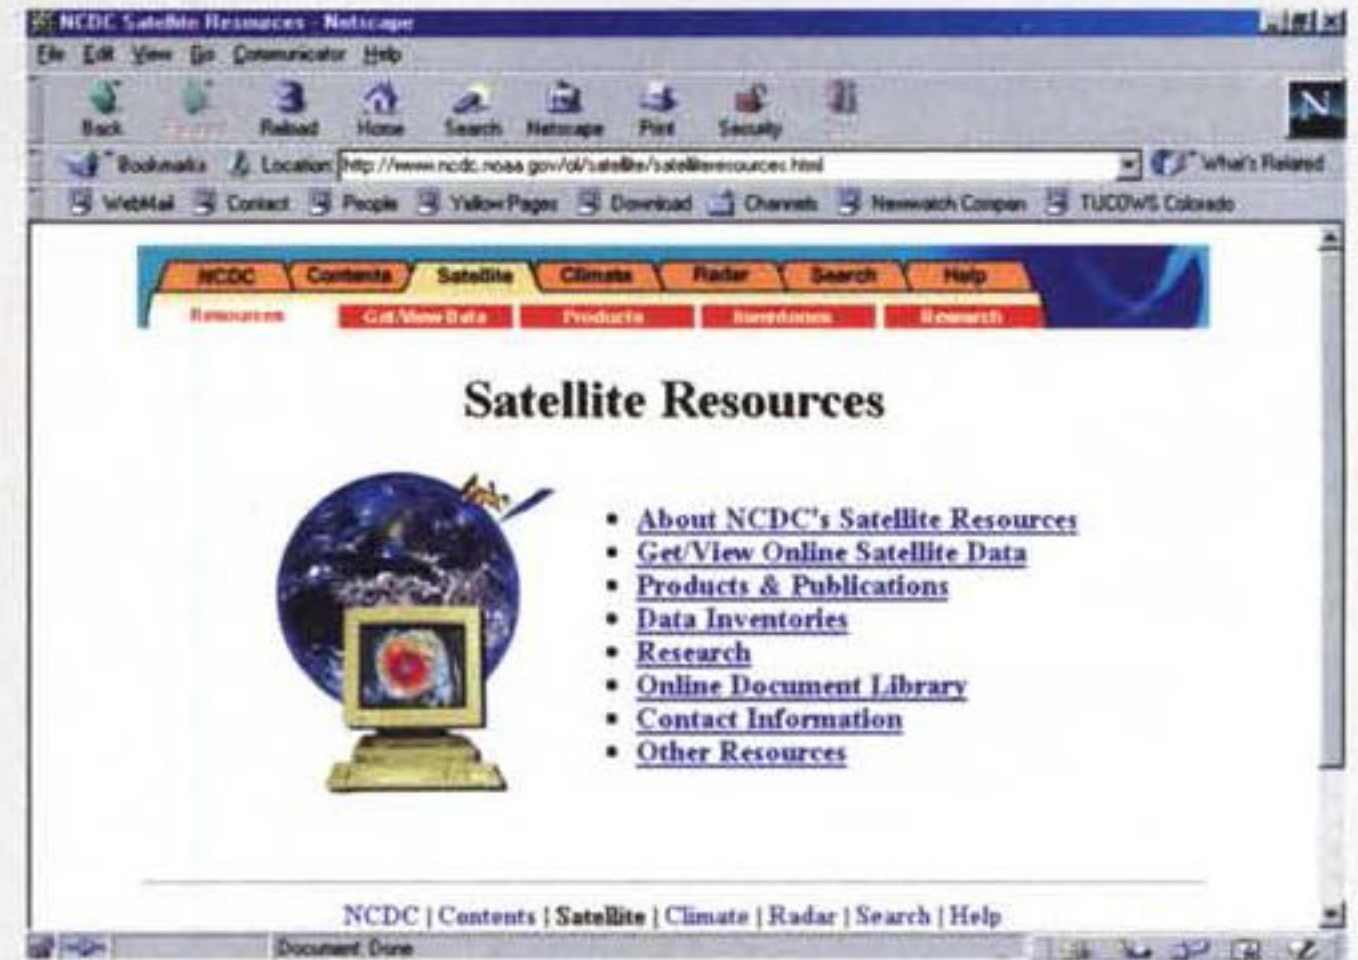 NCDC Satellite Resources - Netscape
File Edit View Go Communicator Help
N
Back Reload Home Search Netscape Print Security
Bookmarks Location: http://www.ncdc.noaa.gov/ol/satellite/satelliteresources.html What's Related
WebMail Contact People Yellow Pages Download Channels Newwatch Compan TUCOWS Colorado
NCDC Contents Satellite Climate Radar Search Help
Resources Get/View Data Products Inventories Research
Satellite Resources
• About NCDC's Satellite Resources
• Get/View Online Satellite Data
• Products & Publications
• Data Inventories
• Research
• Online Document Library
• Contact Information
• Other Resources
NCDC | Contents | Satellite | Climate | Radar | Search | Help
Document: Done